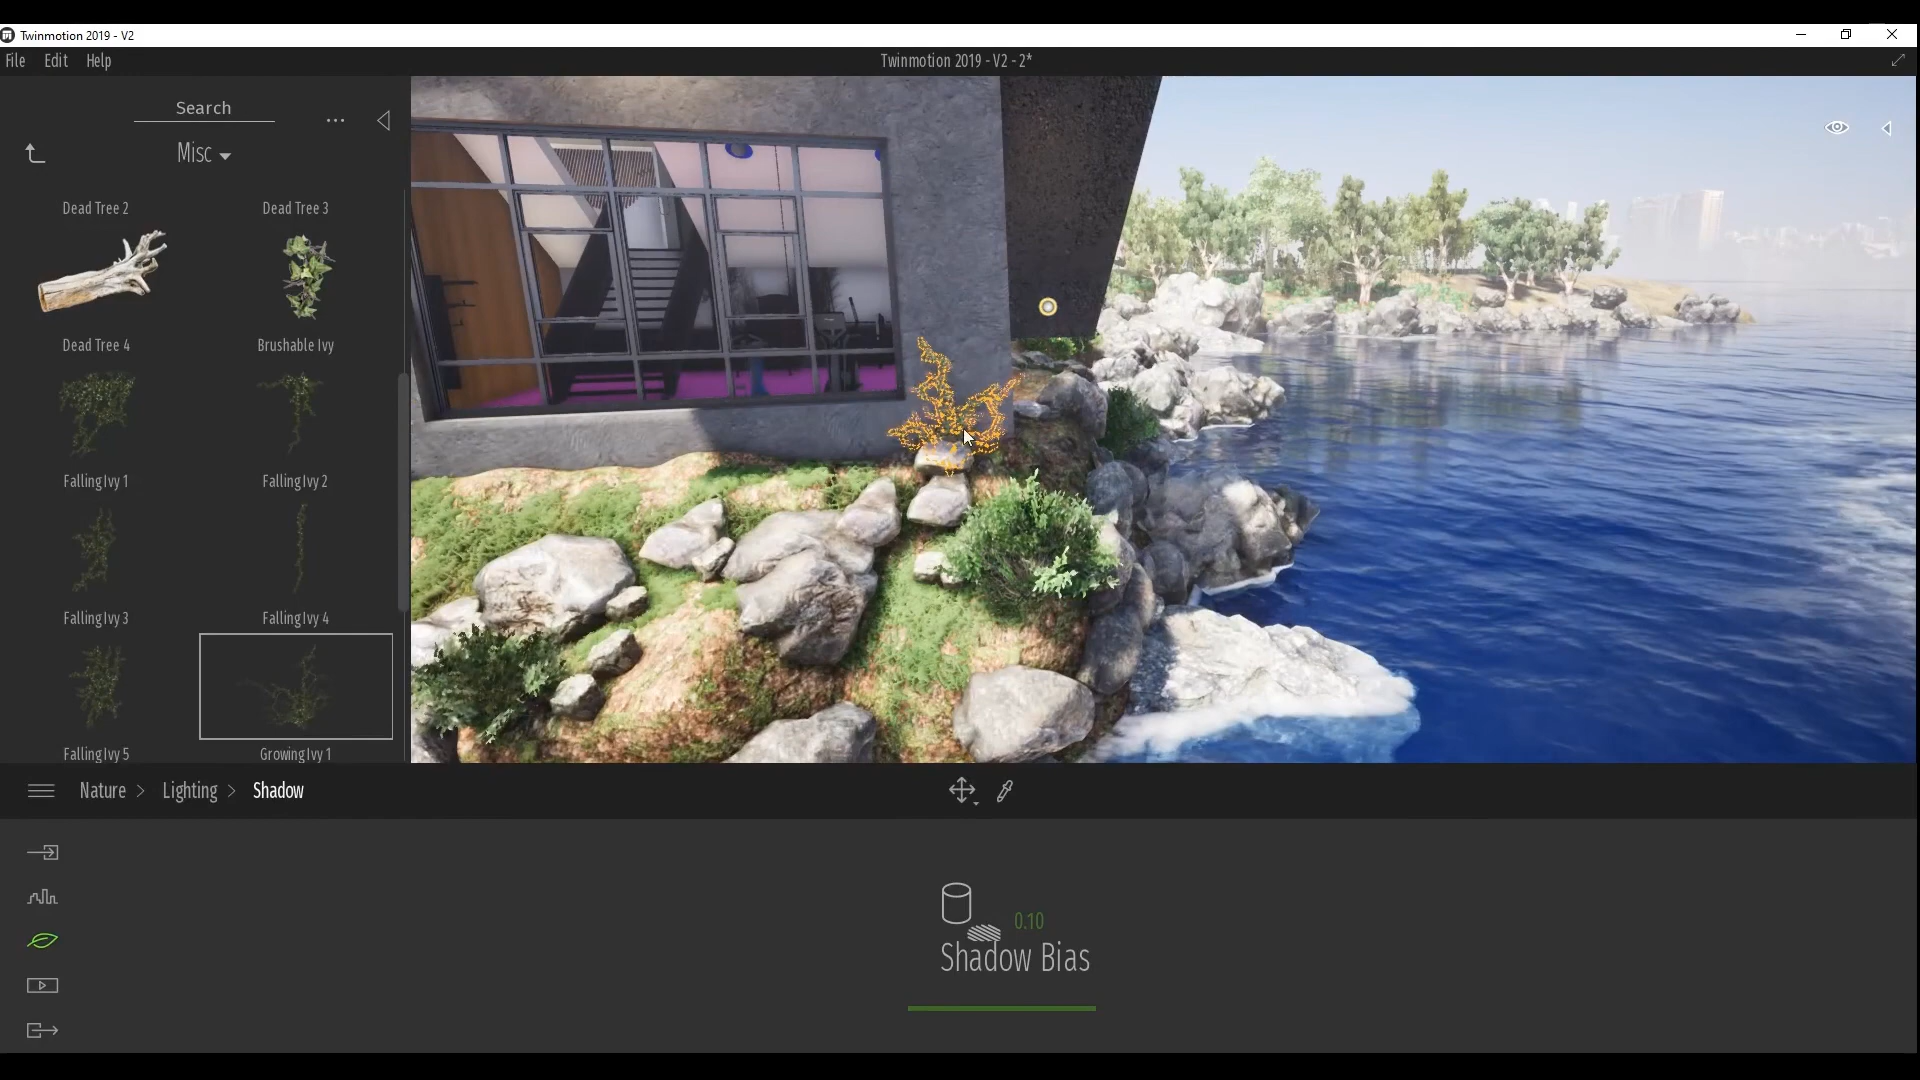 Twinmotion 2019 - V2
File Edit Help
Twinmotion 2019 - V2 - 2*
Search
...
Misc
Dead Tree 2
Dead Tree 3
Dead Tree 4
Brushable Ivy
Falling Ivy 1
Falling Ivy 2
Falling Ivy 3
Falling Ivy 4
Falling Ivy 5
Growing Ivy 1
Nature > Lighting > Shadow
0.10
Shadow Bias